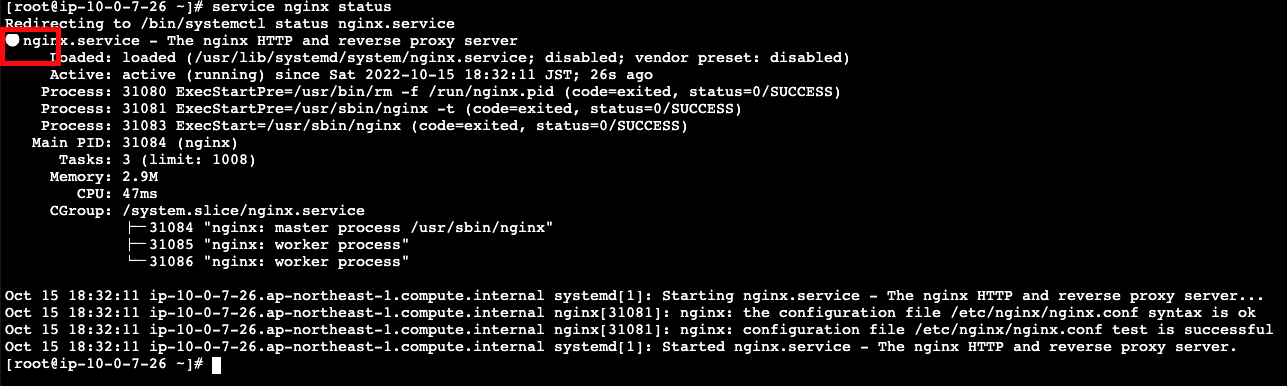 [root@ip-10-0-7-26 ~]# service nginx status
Redirecting to /bin/systemctl status nginx.service
● nginx.service - The nginx HTTP and reverse proxy server
     Loaded: loaded (/usr/lib/systemd/system/nginx.service; disabled; vendor preset: disabled)
     Active: active (running) since Sat 2022-10-15 18:32:11 JST; 26s ago
    Process: 31080 ExecStartPre=/usr/bin/rm -f /run/nginx.pid (code=exited, status=0/SUCCESS)
    Process: 31081 ExecStartPre=/usr/sbin/nginx -t (code=exited, status=0/SUCCESS)
    Process: 31083 ExecStart=/usr/sbin/nginx (code=exited, status=0/SUCCESS)
   Main PID: 31084 (nginx)
      Tasks: 3 (limit: 1008)
     Memory: 2.9M
        CPU: 47ms
     CGroup: /system.slice/nginx.service
             ├─31084 "nginx: master process /usr/sbin/nginx"
             ├─31085 "nginx: worker process"
             └─31086 "nginx: worker process"
Oct 15 18:32:11 ip-10-0-7-26.ap-northeast-1.compute.internal systemd[1]: Starting nginx.service - The nginx HTTP and reverse proxy server...
Oct 15 18:32:11 ip-10-0-7-26.ap-northeast-1.compute.internal nginx[31081]: nginx: the configuration file /etc/nginx/nginx.conf syntax is ok
Oct 15 18:32:11 ip-10-0-7-26.ap-northeast-1.compute.internal nginx[31081]: nginx: configuration file /etc/nginx/nginx.conf test is successful
Oct 15 18:32:11 ip-10-0-7-26.ap-northeast-1.compute.internal systemd[1]: Started nginx.service - The nginx HTTP and reverse proxy server.
[root@ip-10-0-7-26 ~]#